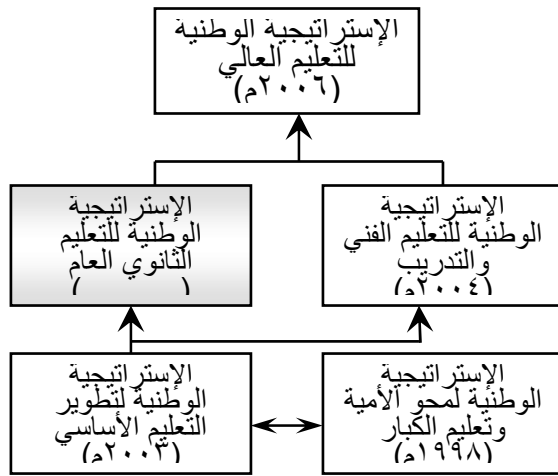 الإستراتيجية الوطنية
للتعليم العالي
(٢٠٠٦م)
الإستراتيجية
الوطنية للتعليم
الثانوي العام
(          )
الإستراتيجية
الوطنية للتعليم الفني
والتدريب
(٢٠٠٤م)
الإستراتيجية
الوطنية لتطوير
التعليم الأساسي
(٢٠٠٣م)
الإستراتيجية
الوطنية لمحو الأمية
وتعليم الكبار
(١٩٩٨م)